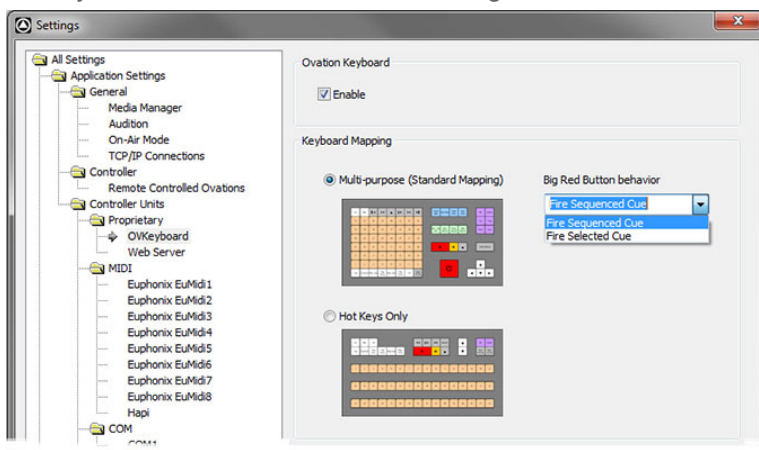 Settings
All Settings
Application Settings
General
Media Manager
Audition
On-Air Mode
TCP/IP Connections
Controller
Remote Controlled Ovations
Controller Units
Proprietary
OVKeyboard
Web Server
MIDI
Euphonix EuMidi1
Euphonix EuMidi2
Euphonix EuMidi3
Euphonix EuMidi4
Euphonix EuMidi5
Euphonix EuMidi6
Euphonix EuMidi7
Euphonix EuMidi8
Hapi
COM
COM1
Ovation Keyboard
Enable
Keyboard Mapping
Multi-purpose (Standard Mapping)
Big Red Button behavior
Fire Sequenced Cue
Fire Sequenced Cue
Fire Selected Cue
Hot Keys Only